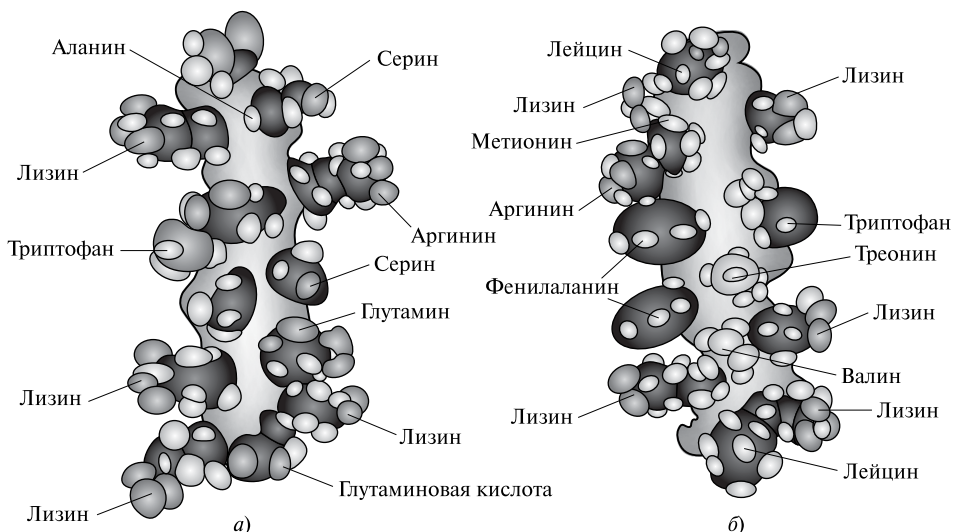 Аланин
Серин
Лизин
Аргинин
Триптофан
Серин
Глутамин
Лизин
Лизин
Глутаминовая кислота
Лизин
а)
Лейцин
Лизин
Лизин
Метионин
Аргинин
Триптофан
Треонин
Фенилаланин
Лизин
Валин
Лизин
Лизин
Лейцин
б)